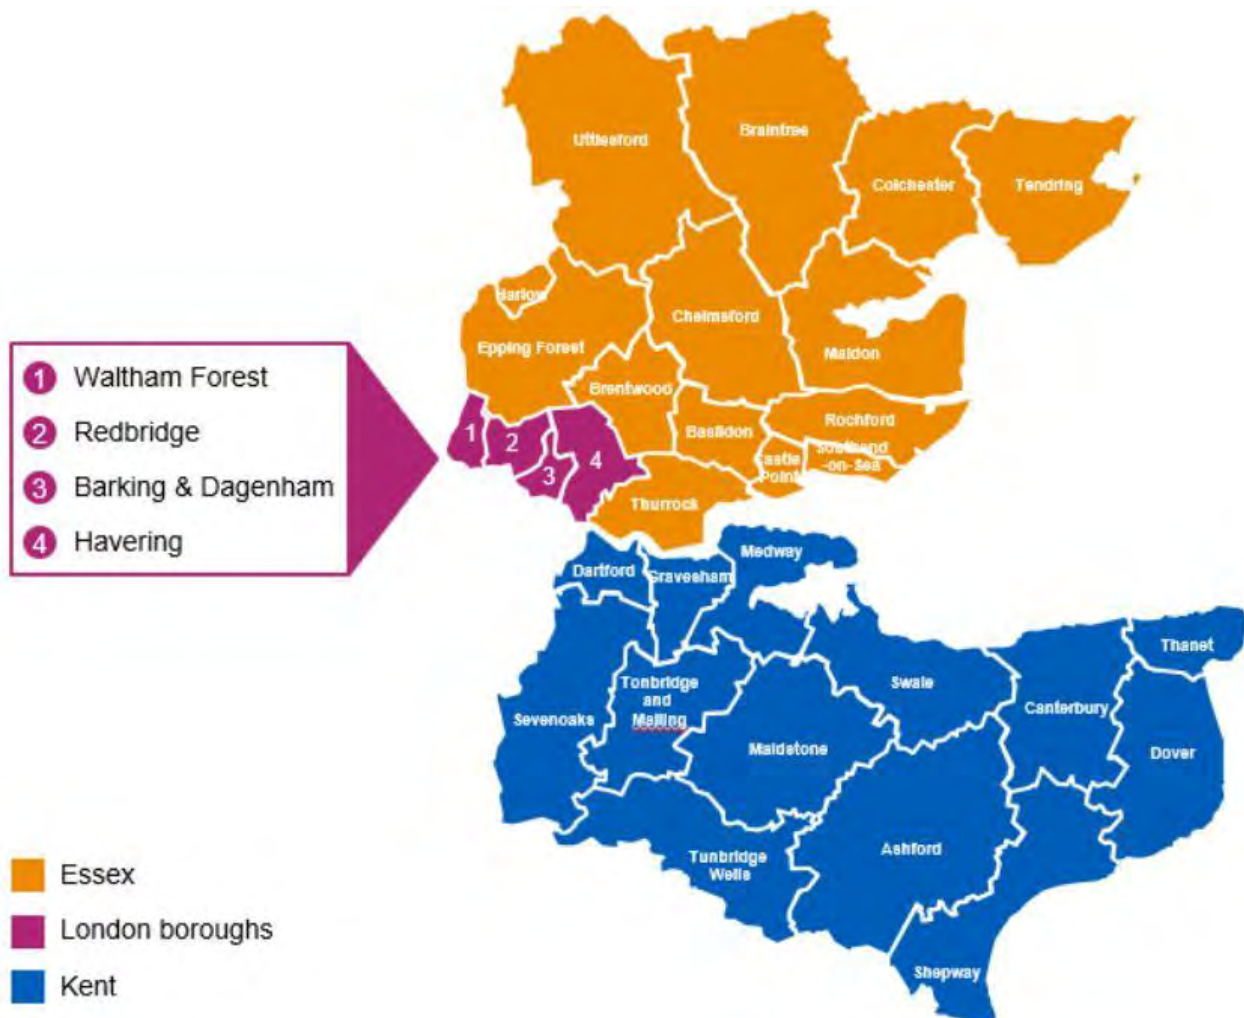 Uttlesford
Braintree
Colchester
Tendring
Harlow
Chelmsford
Epping Forest
Maldon
Brentwood
Rochford
Basildon
Southend
-on-Sea
Castle
Point
Thurrock
1
2
3
4
1 Waltham Forest
2 Redbridge
3 Barking & Dagenham
4 Havering
Medway
Dartford
Gravesham
Thanet
Tonbridge
and
Malling
Swale
Canterbury
Sevenoaks
Maidstone
Dover
Ashford
Tunbridge
Wells
Shepway
Essex
London boroughs
Kent